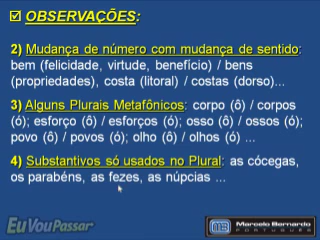 ☑ OBSERVAÇÕES:
2) Mudança de número com mudança de sentido:
bem (felicidade, virtude, benefício) / bens
(propriedades), costa (litoral) / costas (dorso)...
3) Alguns Plurais Metafônicos: corpo (ô) / corpos
(ó); esforço (ô) / esforços (ó); osso (ô) / ossos (ó);
povo (ô) / povos (ó); olho (ô) / olhos (ó) ...
4) Substantivos só usados no Plural: as cócegas,
os parabéns, as fezes, as núpcias ...
EuVouPassar
MB Marcelo Bernardo
PORTUGUÊS